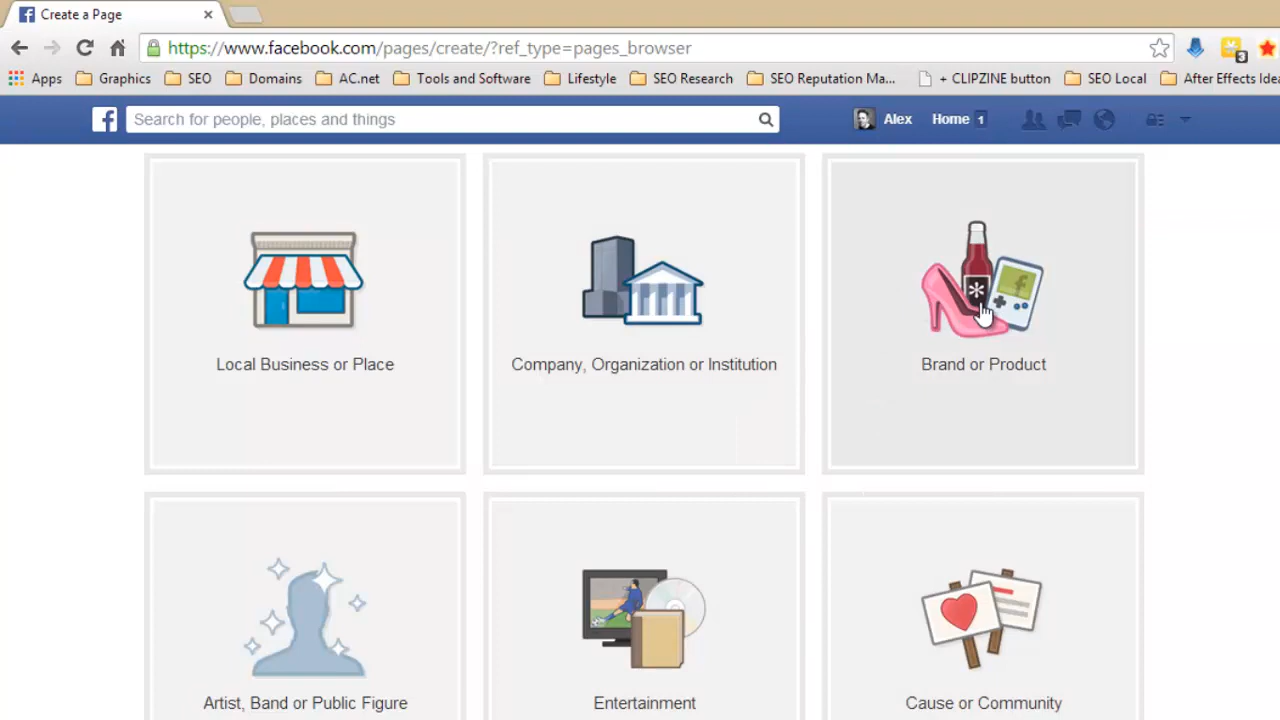 Create a Page
https://www.facebook.com/pages/create/?ref_type=pages_browser
3
Apps Graphics SEO Domains AC.net Tools and Software Lifestyle SEO Research SEO Reputation Ma... + CLIPZINE button SEO Local After Effects Idea
Search for people, places and things Alex Home 1
Local Business or Place Company, Organization or Institution Brand or Product
Artist, Band or Public Figure Entertainment Cause or Community